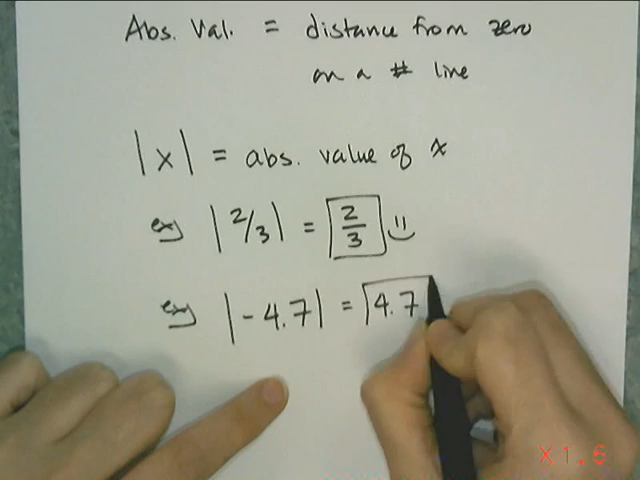 Abs. Val. = distance from zero
on a # line
|x| = abs. value of x
ex) |2/3| = 2/3
ex) |-4.7| = 4.7
X1.6